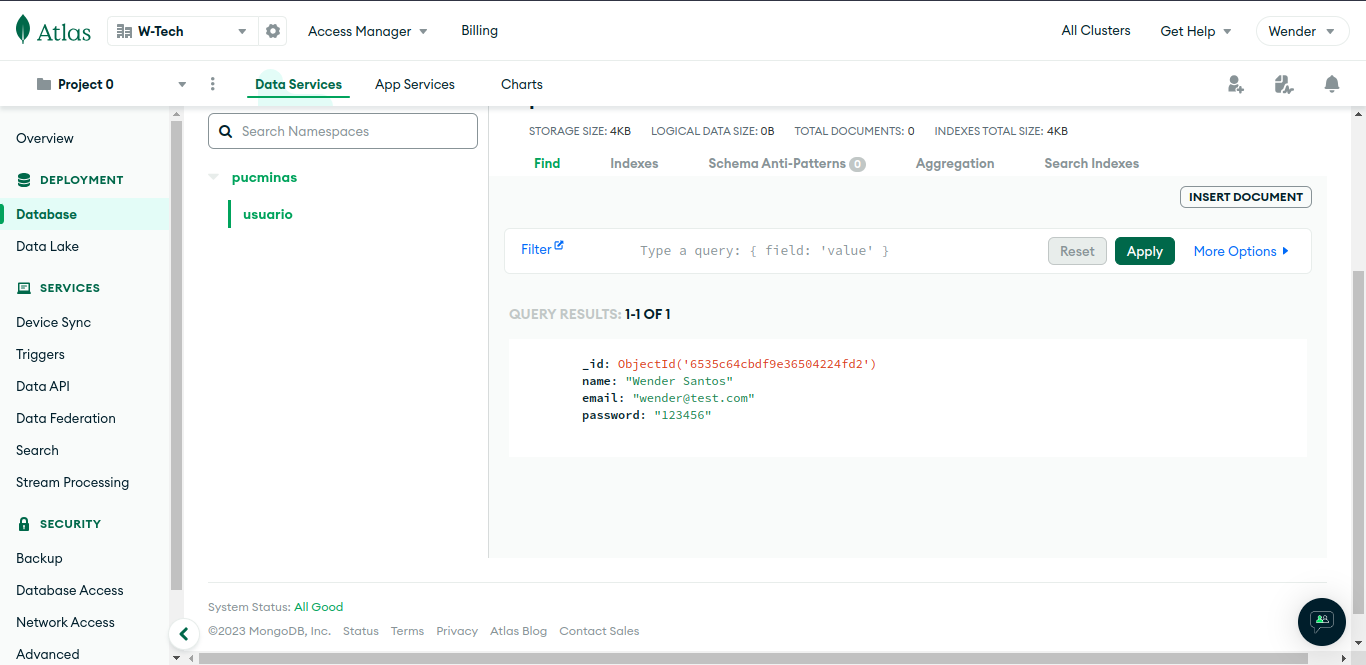 Atlas
W-Tech
Access Manager
Billing
All Clusters
Get Help
Wender
Project 0
Data Services
App Services
Charts
Overview
DEPLOYMENT
Database
Data Lake
SERVICES
Device Sync
Triggers
Data API
Data Federation
Search
Stream Processing
SECURITY
Backup
Database Access
Network Access
Advanced
Search Namespaces
pucminas
usuario
STORAGE SIZE: 4KB LOGICAL DATA SIZE: 0B TOTAL DOCUMENTS: 0 INDEXES TOTAL SIZE: 4KB
Find Indexes Schema Anti-Patterns 0 Aggregation Search Indexes
INSERT DOCUMENT
Filter Type a query: { field: 'value' } Reset Apply More Options
QUERY RESULTS: 1-1 OF 1
_id: ObjectId('6535c64cbdf9e36504224fd2')
name: "Wender Santos"
email: "wender@test.com"
password: "123456"
System Status: All Good
©2023 MongoDB, Inc. Status Terms Privacy Atlas Blog Contact Sales